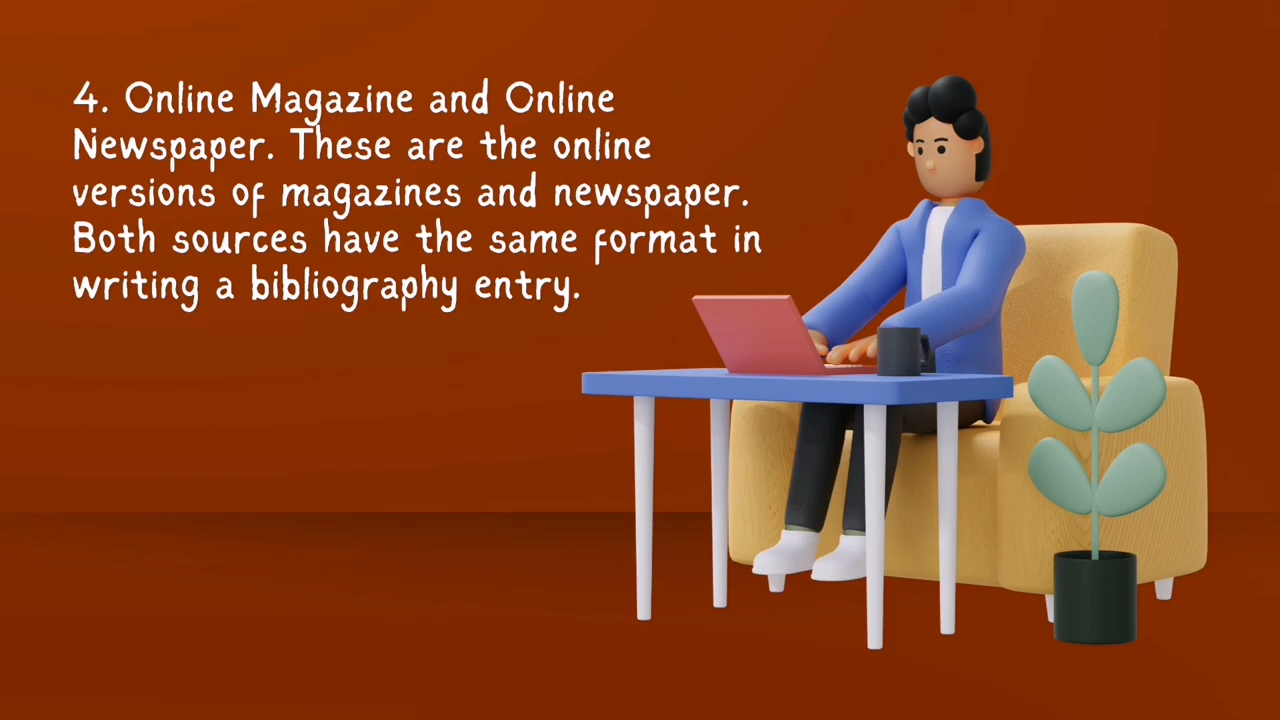 4. Online Magazine and Online
Newspaper. These are the online
versions of magazines and newspaper.
Both sources have the same format in
writing a bibliography entry.